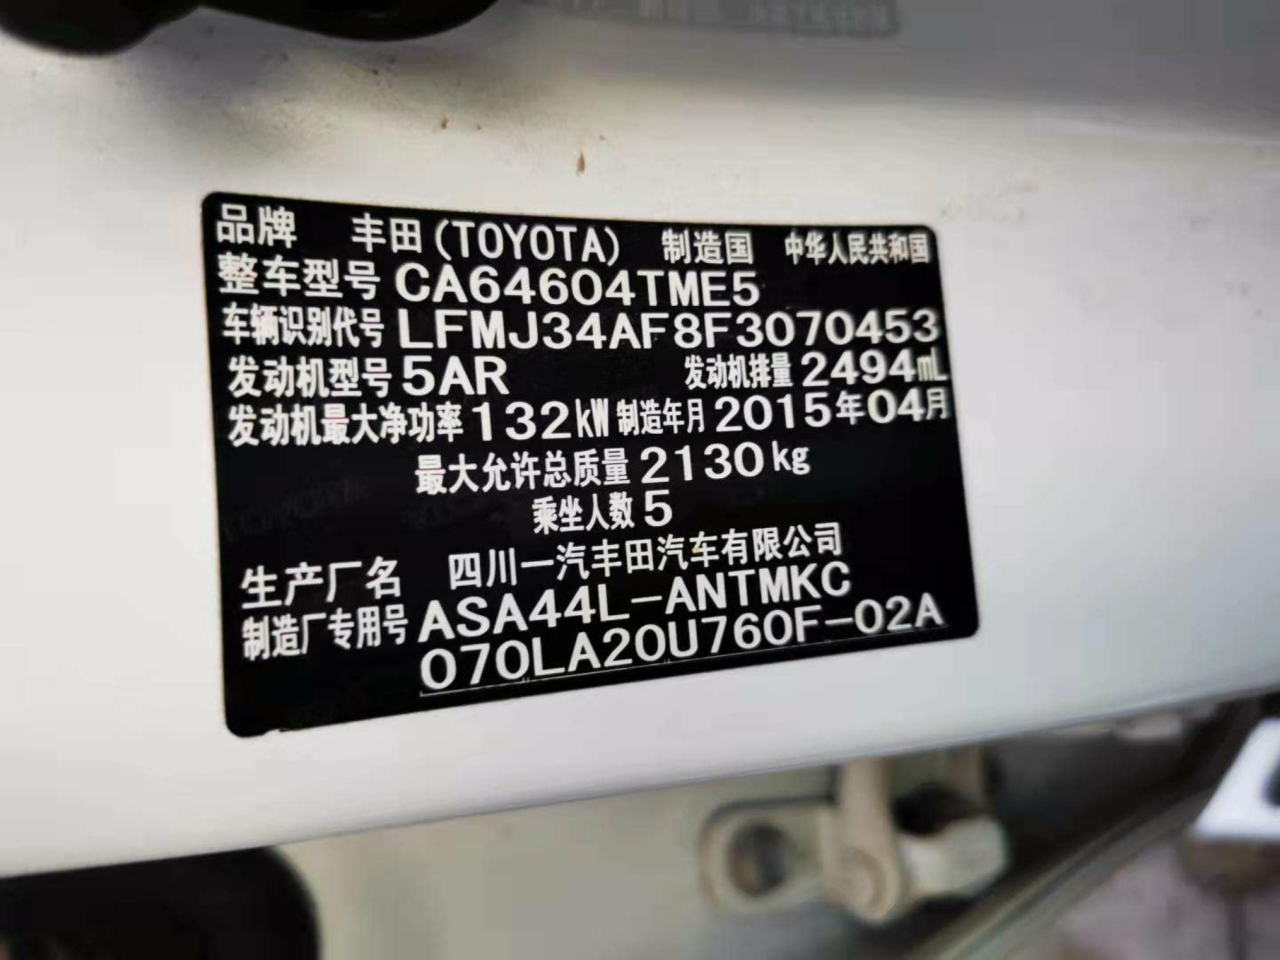 品牌 丰田(TOYOTA) 制造国 中华人民共和国
整车型号 CA64604TME5
车辆识别代号 LFMJ34AF8F3070453
发动机型号 5AR 发动机排量 2494mL
发动机最大净功率 132kW 制造年月 2015年04月
最大允许总质量 2130kg
乘坐人数 5
生产厂名 四川一汽丰田汽车有限公司
制造厂专用号 ASA44L-ANTMKC
070LA20U760F-02A